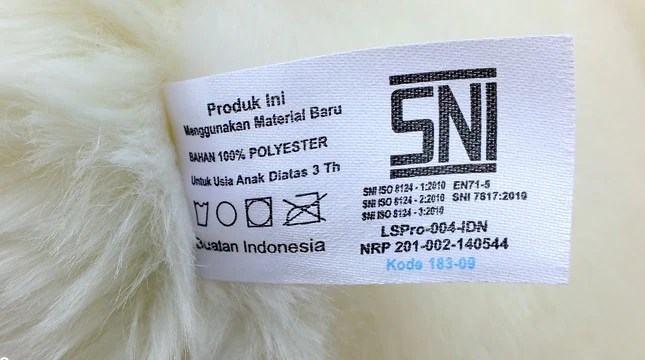 Produk Ini
Menggunakan Material Baru
BAHAN 100% POLYESTER
Untuk Usia Anak Diatas 3 Th
Buatan Indonesia
SNI
SNI ISO 8124 - 1:2010 EN71-5
SNI ISO 8124 - 2:2010 SNI 7617:2010
SNI ISO 8124 - 3:2010
LSPro-004-IDN
NRP 201-002-140544
Kode 183-09